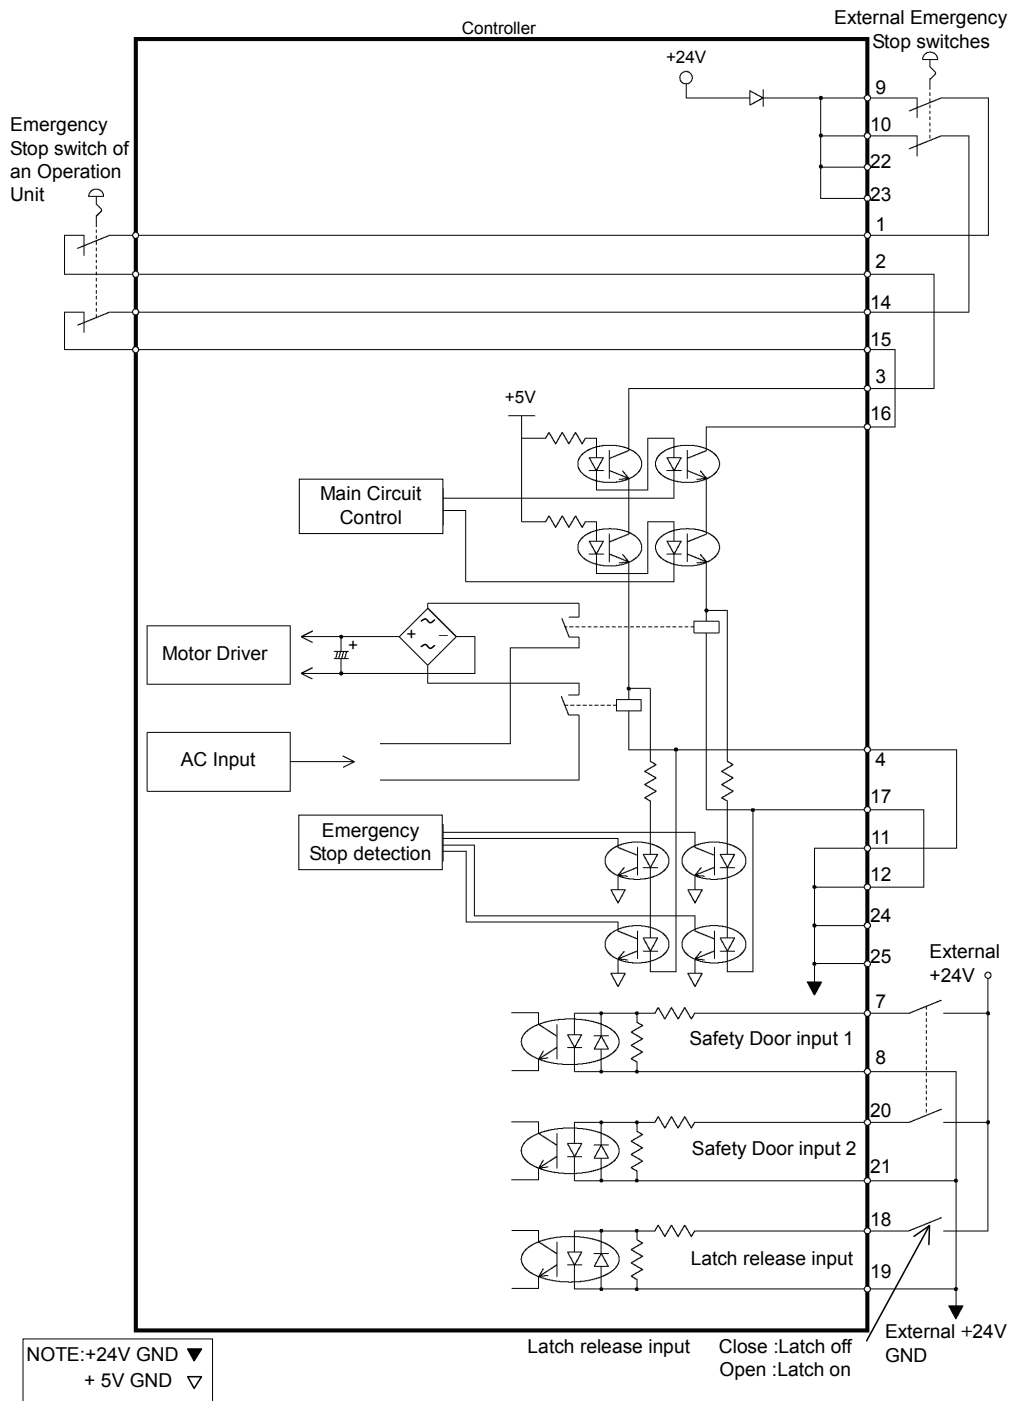 Controller
External Emergency
Stop switches
+24V
9
10
22
23
Emergency
Stop switch of
an Operation
Unit
1
2
14
15
3
16
+5V
Main Circuit
Control
Motor Driver
+
~
−
~
+
AC Input
4
17
11
12
24
25
Emergency
Stop detection
External
+24V
7
Safety Door input 1
8
20
Safety Door input 2
21
18
Latch release input
19
Latch release input
Close :Latch off
Open :Latch on
External +24V
GND
NOTE:+24V GND ▼
+ 5V GND ▽